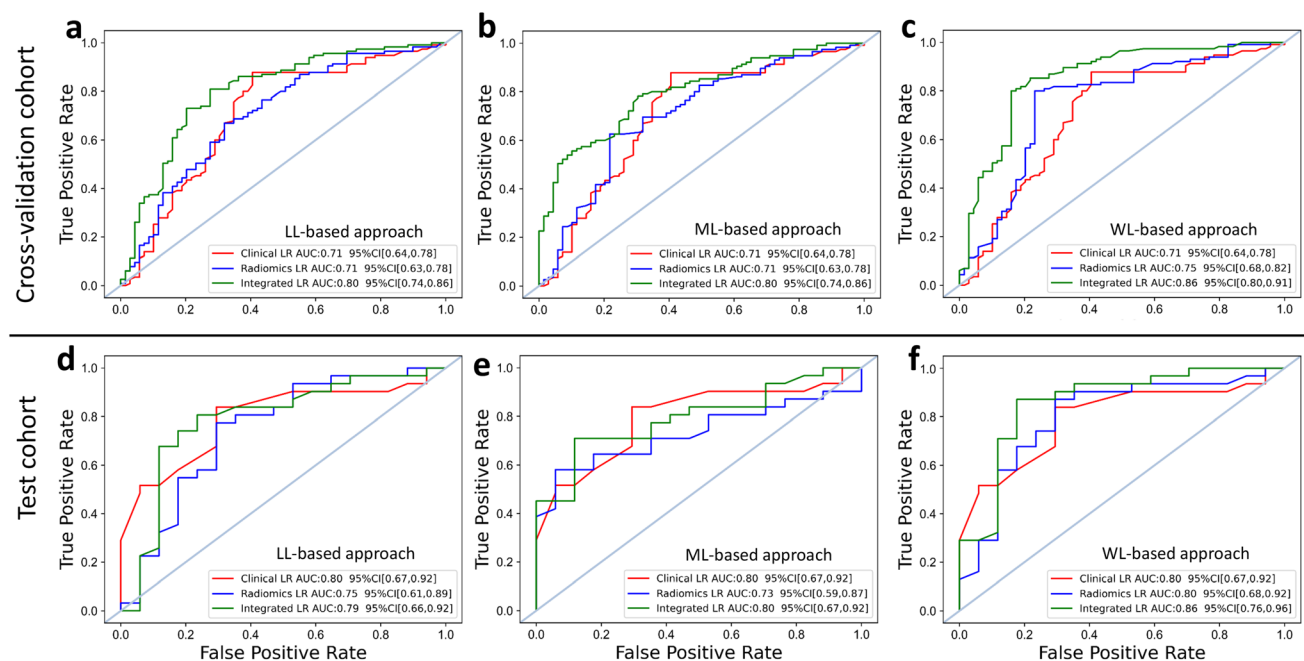 Cross-validation cohort
a
True Positive Rate
1.0
0.8
0.6
0.4
0.2
0.0
LL-based approach
Clinical LR AUC:0.71 95%CI[0.64,0.78]
Radiomics LR AUC:0.71 95%CI[0.63,0.78]
Integrated LR AUC:0.80 95%CI[0.74,0.86]
0.0 0.2 0.4 0.6 0.8 1.0
b
True Positive Rate
1.0
0.8
0.6
0.4
0.2
0.0
ML-based approach
Clinical LR AUC:0.71 95%CI[0.64,0.78]
Radiomics LR AUC:0.71 95%CI[0.63,0.78]
Integrated LR AUC:0.80 95%CI[0.74,0.86]
0.0 0.2 0.4 0.6 0.8 1.0
c
True Positive Rate
1.0
0.8
0.6
0.4
0.2
0.0
WL-based approach
Clinical LR AUC:0.71 95%CI[0.64,0.78]
Radiomics LR AUC:0.75 95%CI[0.68,0.82]
Integrated LR AUC:0.86 95%CI[0.80,0.91]
0.0 0.2 0.4 0.6 0.8 1.0
Test cohort
d
True Positive Rate
1.0
0.8
0.6
0.4
0.2
0.0
LL-based approach
Clinical LR AUC:0.80 95%CI[0.67,0.92]
Radiomics LR AUC:0.75 95%CI[0.61,0.89]
Integrated LR AUC:0.79 95%CI[0.66,0.92]
0.0 0.2 0.4 0.6 0.8 1.0
False Positive Rate
e
True Positive Rate
1.0
0.8
0.6
0.4
0.2
0.0
ML-based approach
Clinical LR AUC:0.80 95%CI[0.67,0.92]
Radiomics LR AUC:0.73 95%CI[0.59,0.87]
Integrated LR AUC:0.80 95%CI[0.67,0.92]
0.0 0.2 0.4 0.6 0.8 1.0
False Positive Rate
f
True Positive Rate
1.0
0.8
0.6
0.4
0.2
0.0
WL-based approach
Clinical LR AUC:0.80 95%CI[0.67,0.92]
Radiomics LR AUC:0.80 95%CI[0.68,0.92]
Integrated LR AUC:0.86 95%CI[0.76,0.96]
0.0 0.2 0.4 0.6 0.8 1.0
False Positive Rate